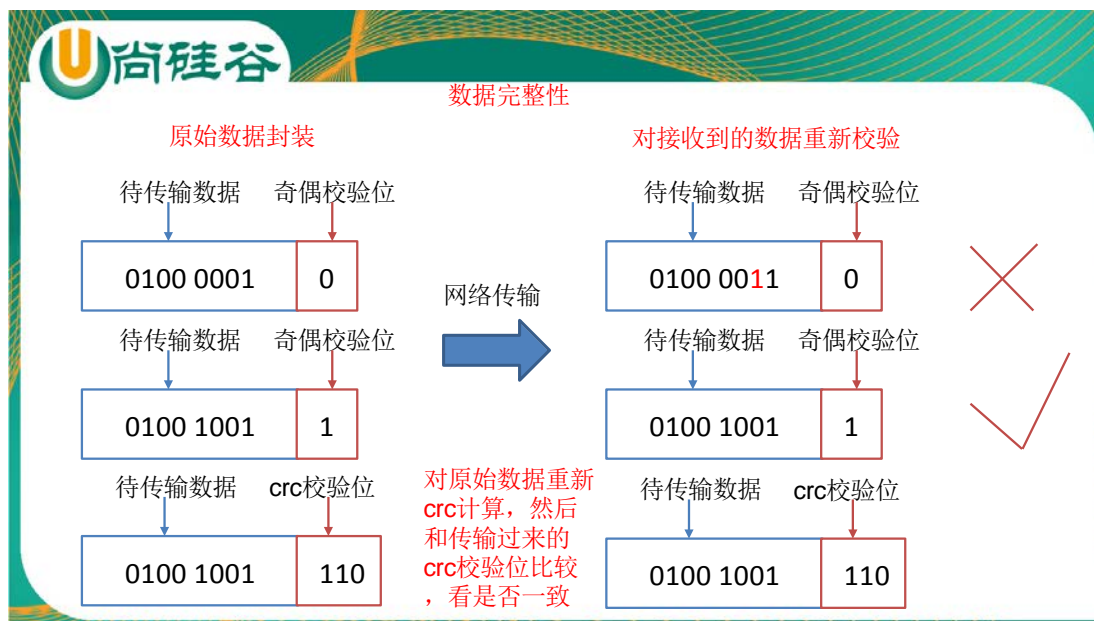 尚硅谷
数据完整性
原始数据封装
对接收到的数据重新校验
待传输数据 奇偶校验位
待传输数据 奇偶校验位
0100 0001 0
0100 0011 0
网络传输
待传输数据 奇偶校验位
待传输数据 奇偶校验位
0100 1001 1
0100 1001 1
待传输数据 crc校验位
对原始数据重新
crc计算，然后
和传输过来的
crc校验位比较
，看是否一致
待传输数据 crc校验位
0100 1001 110
0100 1001 110